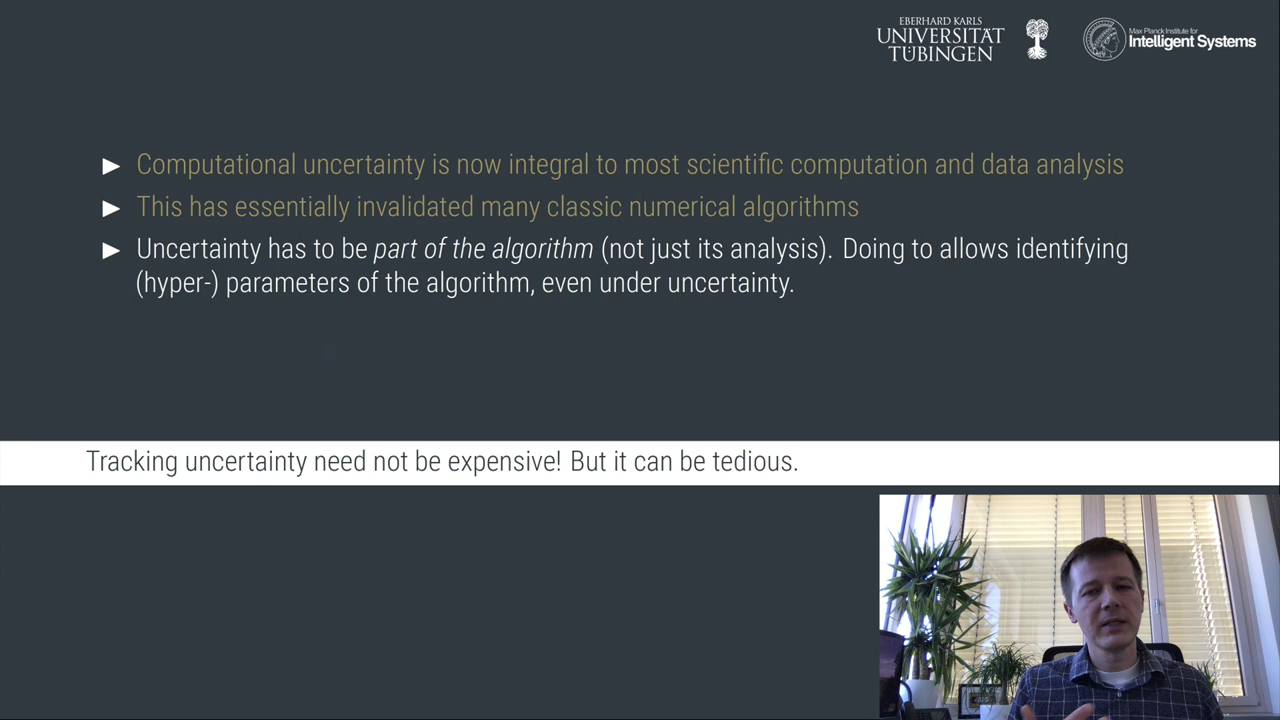 EBERHARD KARLS
UNIVERSITÄT
TÜBINGEN
Max Planck Institute for
Intelligent Systems
Computational uncertainty is now integral to most scientific computation and data analysis
This has essentially invalidated many classic numerical algorithms
Uncertainty has to be part of the algorithm (not just its analysis). Doing to allows identifying
(hyper-) parameters of the algorithm, even under uncertainty.
Tracking uncertainty need not be expensive! But it can be tedious.